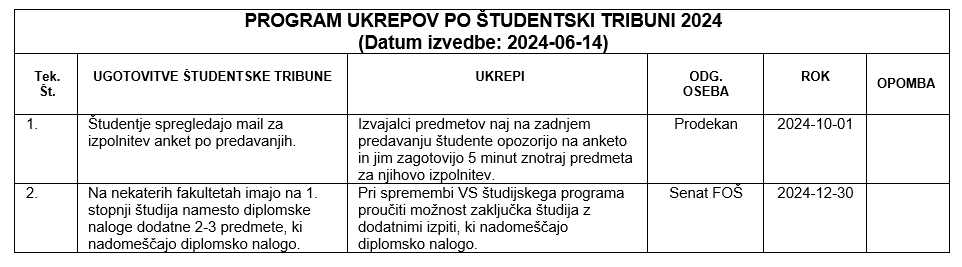 PROGRAM UKREPOV PO ŠTUDENTSKI TRIBUNI 2024
(Datum izvedbe: 2024-06-14)
Tek. Št.
UGOTOVITVE ŠTUDENTSKE TRIBUNE
UKREPI
ODG. OSEBA
ROK
OPOMBA
1.
Študentje spregledajo mail za
izpolnitev anket po predavanjih.
Izvajalci predmetov naj na zadnjem
predavanju študente opozorijo na anketo
in jim zagotovijo 5 minut znotraj predmeta
za njihovo izpolnitev.
Prodekan
2024-10-01
2.
Na nekaterih fakultetah imajo na 1.
stopnji študija namesto diplomske
naloge dodatne 2-3 predmete, ki
nadomeščajo diplomsko nalogo.
Pri spremembi VS študijskega programa
proučiti možnost zaključka študija z
dodatnimi izpiti, ki nadomeščajo
diplomsko nalogo.
Senat FOŠ
2024-12-30